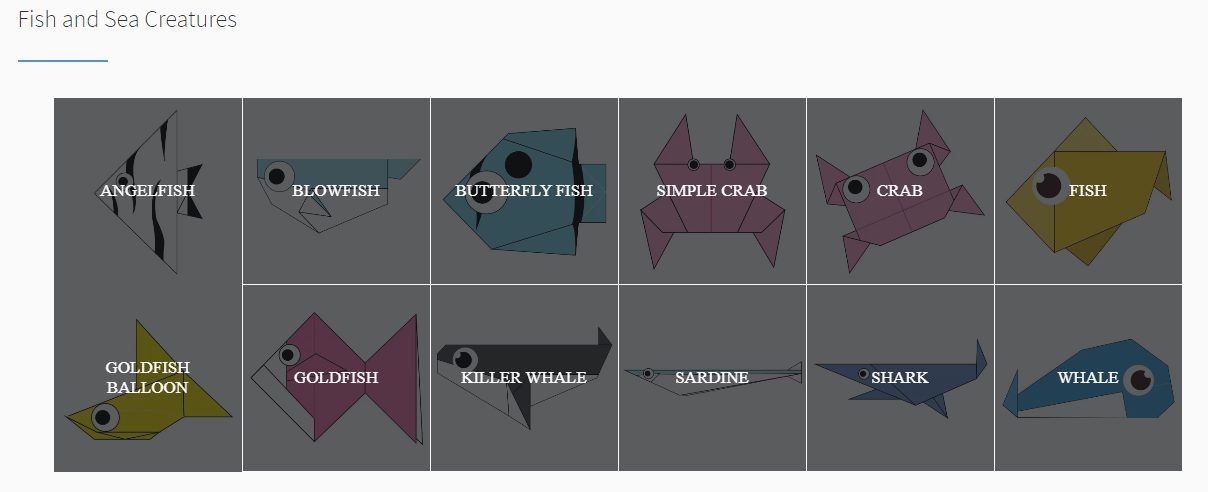 Fish and Sea Creatures
ANGELFISH
BLOWFISH
BUTTERFLY FISH
SIMPLE CRAB
CRAB
FISH
GOLDFISH
BALLOON
GOLDFISH
KILLER WHALE
SARDINE
SHARK
WHALE